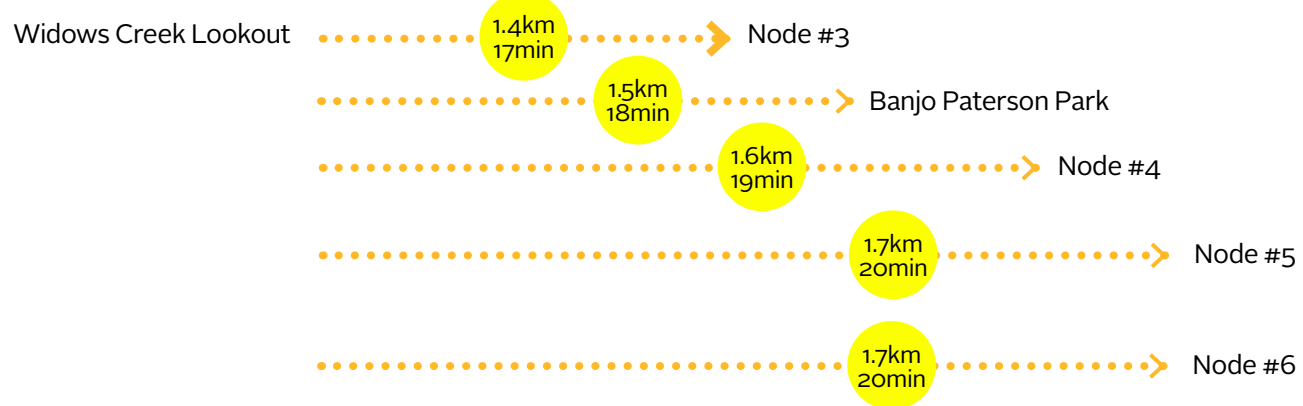 Widows Creek Lookout
1.4km
17min
Node #3
1.5km
18min
Banjo Paterson Park
1.6km
19min
Node #4
1.7km
20min
Node #5
1.7km
20min
Node #6